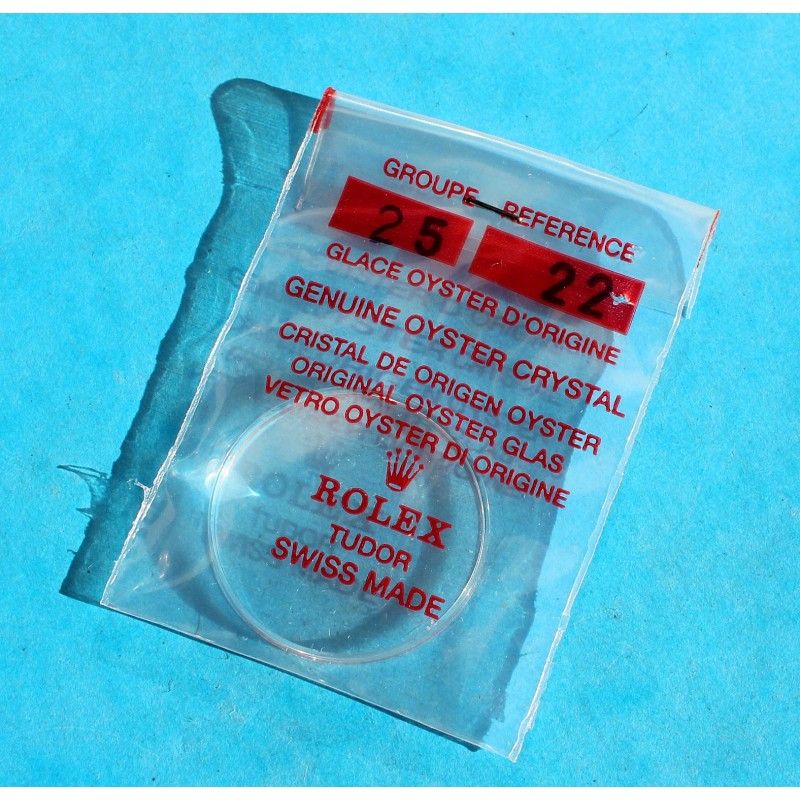 GROUPE REFERENCE
25 22
GLACE OYSTER D'ORIGINE
GENUINE OYSTER CRYSTAL
CRISTAL DE ORIGEN OYSTER
ORIGINAL OYSTER GLAS
VETRO OYSTER DI ORIGINE
ROLEX
TUDOR
SWISS MADE